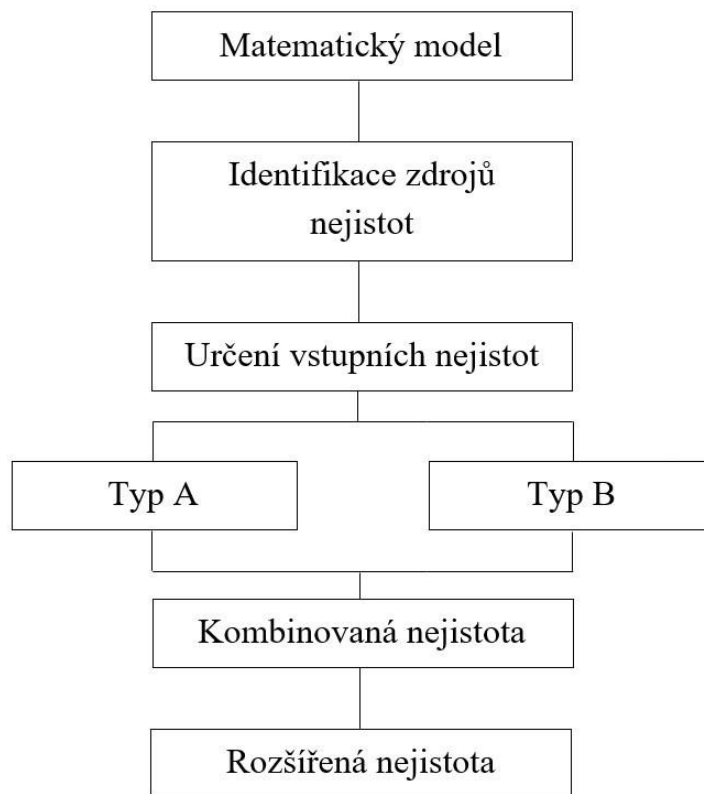 Matematický model
Identifikace zdrojů
nejistot
Určení vstupních nejistot
Typ A
Typ B
Kombinovaná nejistota
Rozšířená nejistota